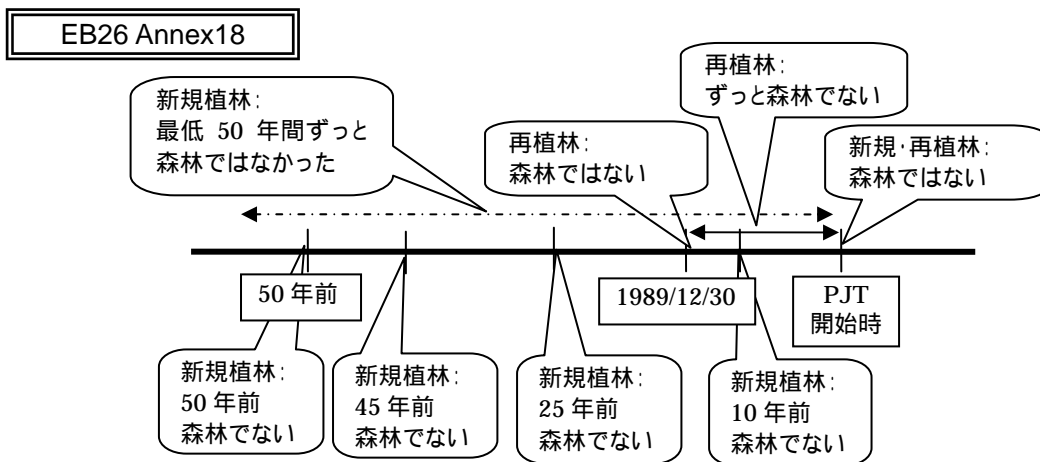 EB26 Annex18
新規植林:
最低 50 年間ずっと
森林ではなかった
再植林:
森林ではない
再植林:
ずっと森林でない
新規・再植林:
森林ではない
50 年前
1989/12/30
PJT
開始時
新規植林:
50 年前
森林でない
新規植林:
45 年前
森林でない
新規植林:
25 年前
森林でない
新規植林:
10 年前
森林でない